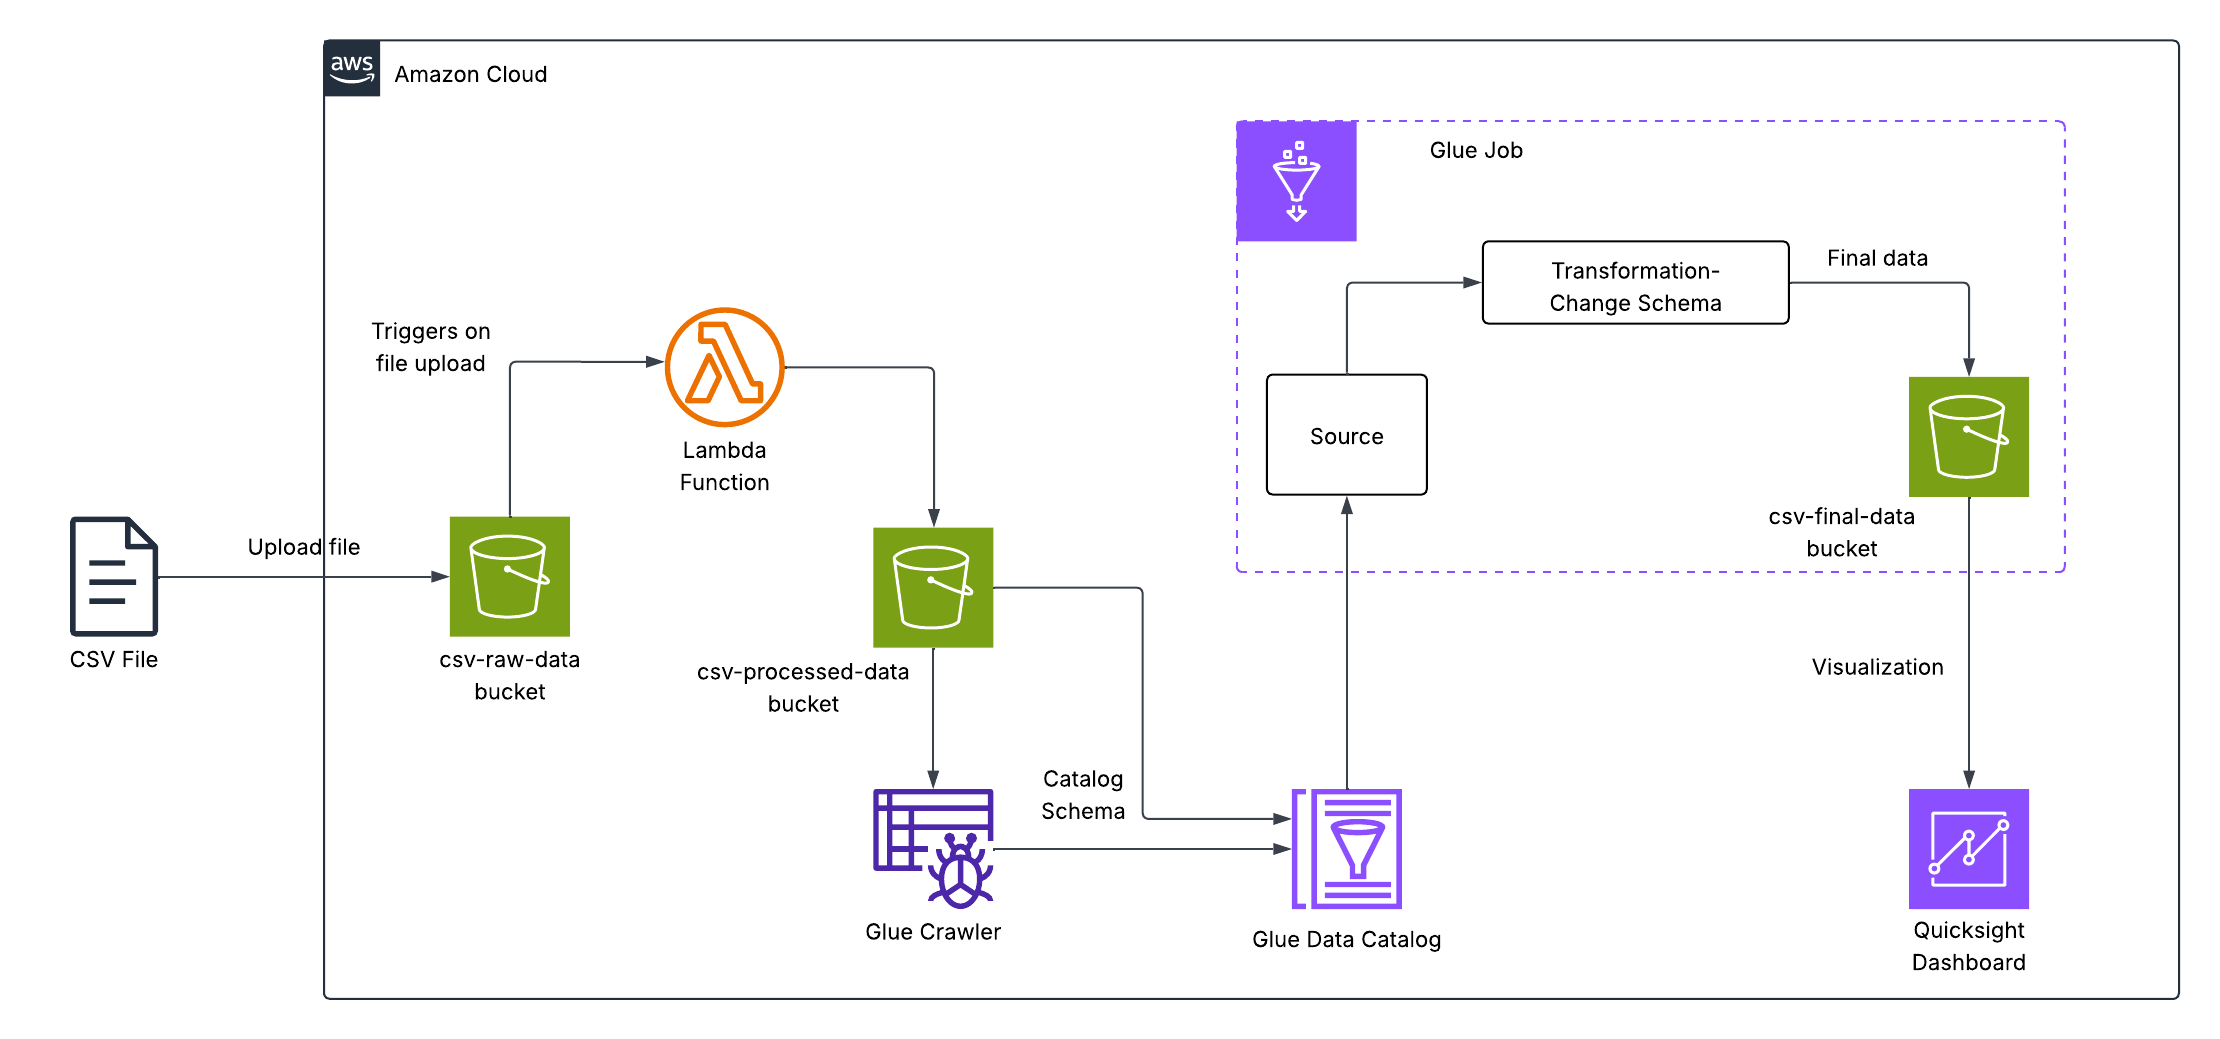 aws
Amazon Cloud
Glue Job
Transformation-
Change Schema
Final data
Triggers on
file upload
Lambda
Function
Source
Upload file
csv-final-data
bucket
CSV File
csv-raw-data
bucket
csv-processed-data
bucket
Visualization
Catalog
Schema
Glue Crawler
Glue Data Catalog
Quicksight
Dashboard